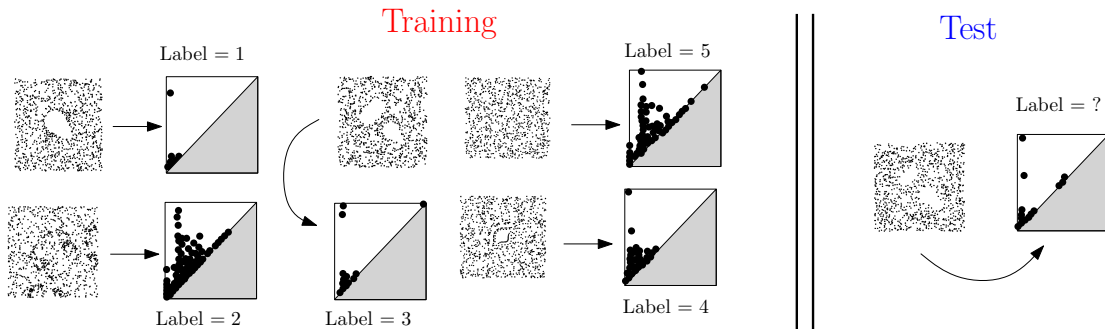 Training
Test
Label = 1
Label = 5
Label = ?
Label = 2
Label = 3
Label = 4